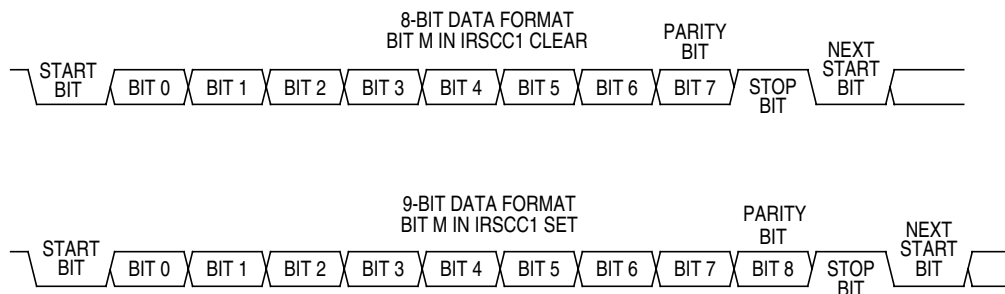 8-BIT DATA FORMAT
BIT M IN IRSCC1 CLEAR
PARITY
BIT
START
BIT
BIT 0
BIT 1
BIT 2
BIT 3
BIT 4
BIT 5
BIT 6
BIT 7
STOP
BIT
NEXT
START
BIT
9-BIT DATA FORMAT
BIT M IN IRSCC1 SET
PARITY
BIT
START
BIT
BIT 0
BIT 1
BIT 2
BIT 3
BIT 4
BIT 5
BIT 6
BIT 7
BIT 8
STOP
BIT
NEXT
START
BIT